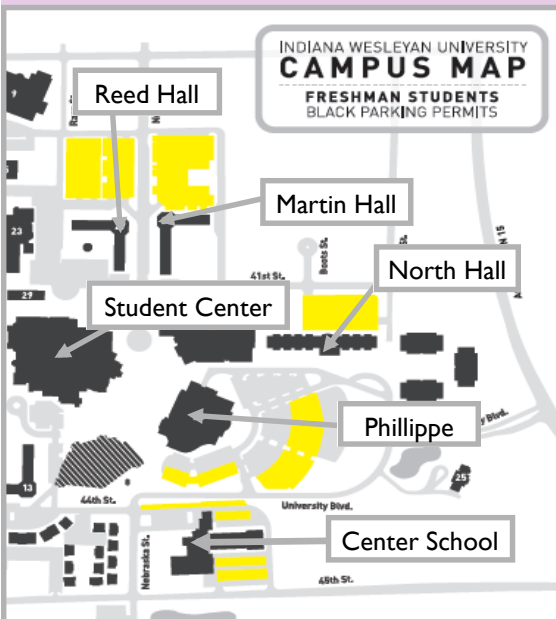 INDIANA WESLEYAN UNIVERSITY
CAMPUS MAP
FRESHMAN STUDENTS
BLACK PARKING PERMITS
Reed Hall
Martin Hall
23
41st St.
Boots St.
North Hall
29
Student Center
Phillippe
Blvd.
13
44th St.
University Blvd.
25
Nebraska St.
Center School
45th St.